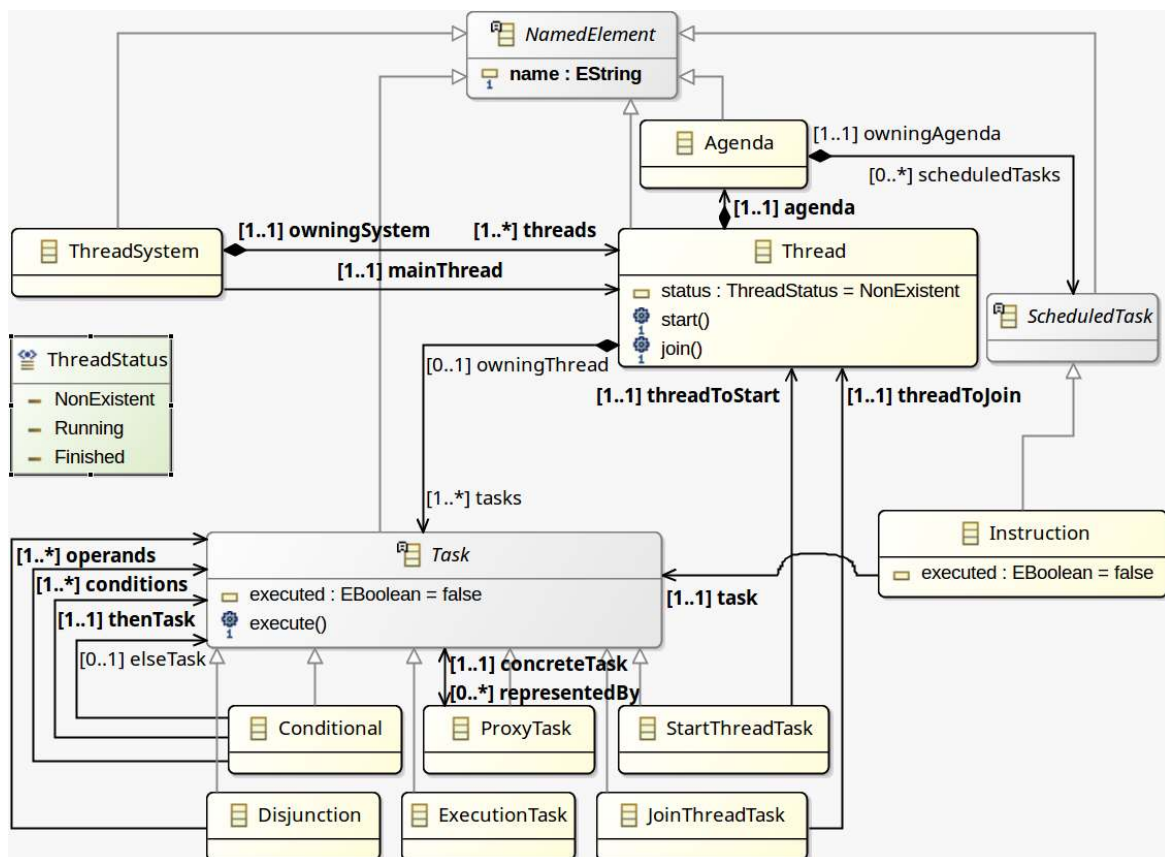 NamedElement
name : EString
Agenda
[1..1] owningAgenda
[0..*] scheduledTasks
[1..1] agenda
ThreadSystem
[1..1] owningSystem
[1..*] threads
[1..1] mainThread
Thread
status : ThreadStatus = NonExistent
start()
join()
ScheduledTask
ThreadStatus
NonExistent
Running
Finished
[0..1] owningThread
[1..1] threadToStart
[1..1] threadToJoin
[1..*] tasks
Instruction
executed : EBoolean = false
[1..*] operands
[1..*] conditions
[1..1] thenTask
[0..1] elseTask
Task
executed : EBoolean = false
execute()
[1..1] task
[1..1] concreteTask
[0..*] representedBy
Conditional
ProxyTask
StartThreadTask
Disjunction
ExecutionTask
JoinThreadTask